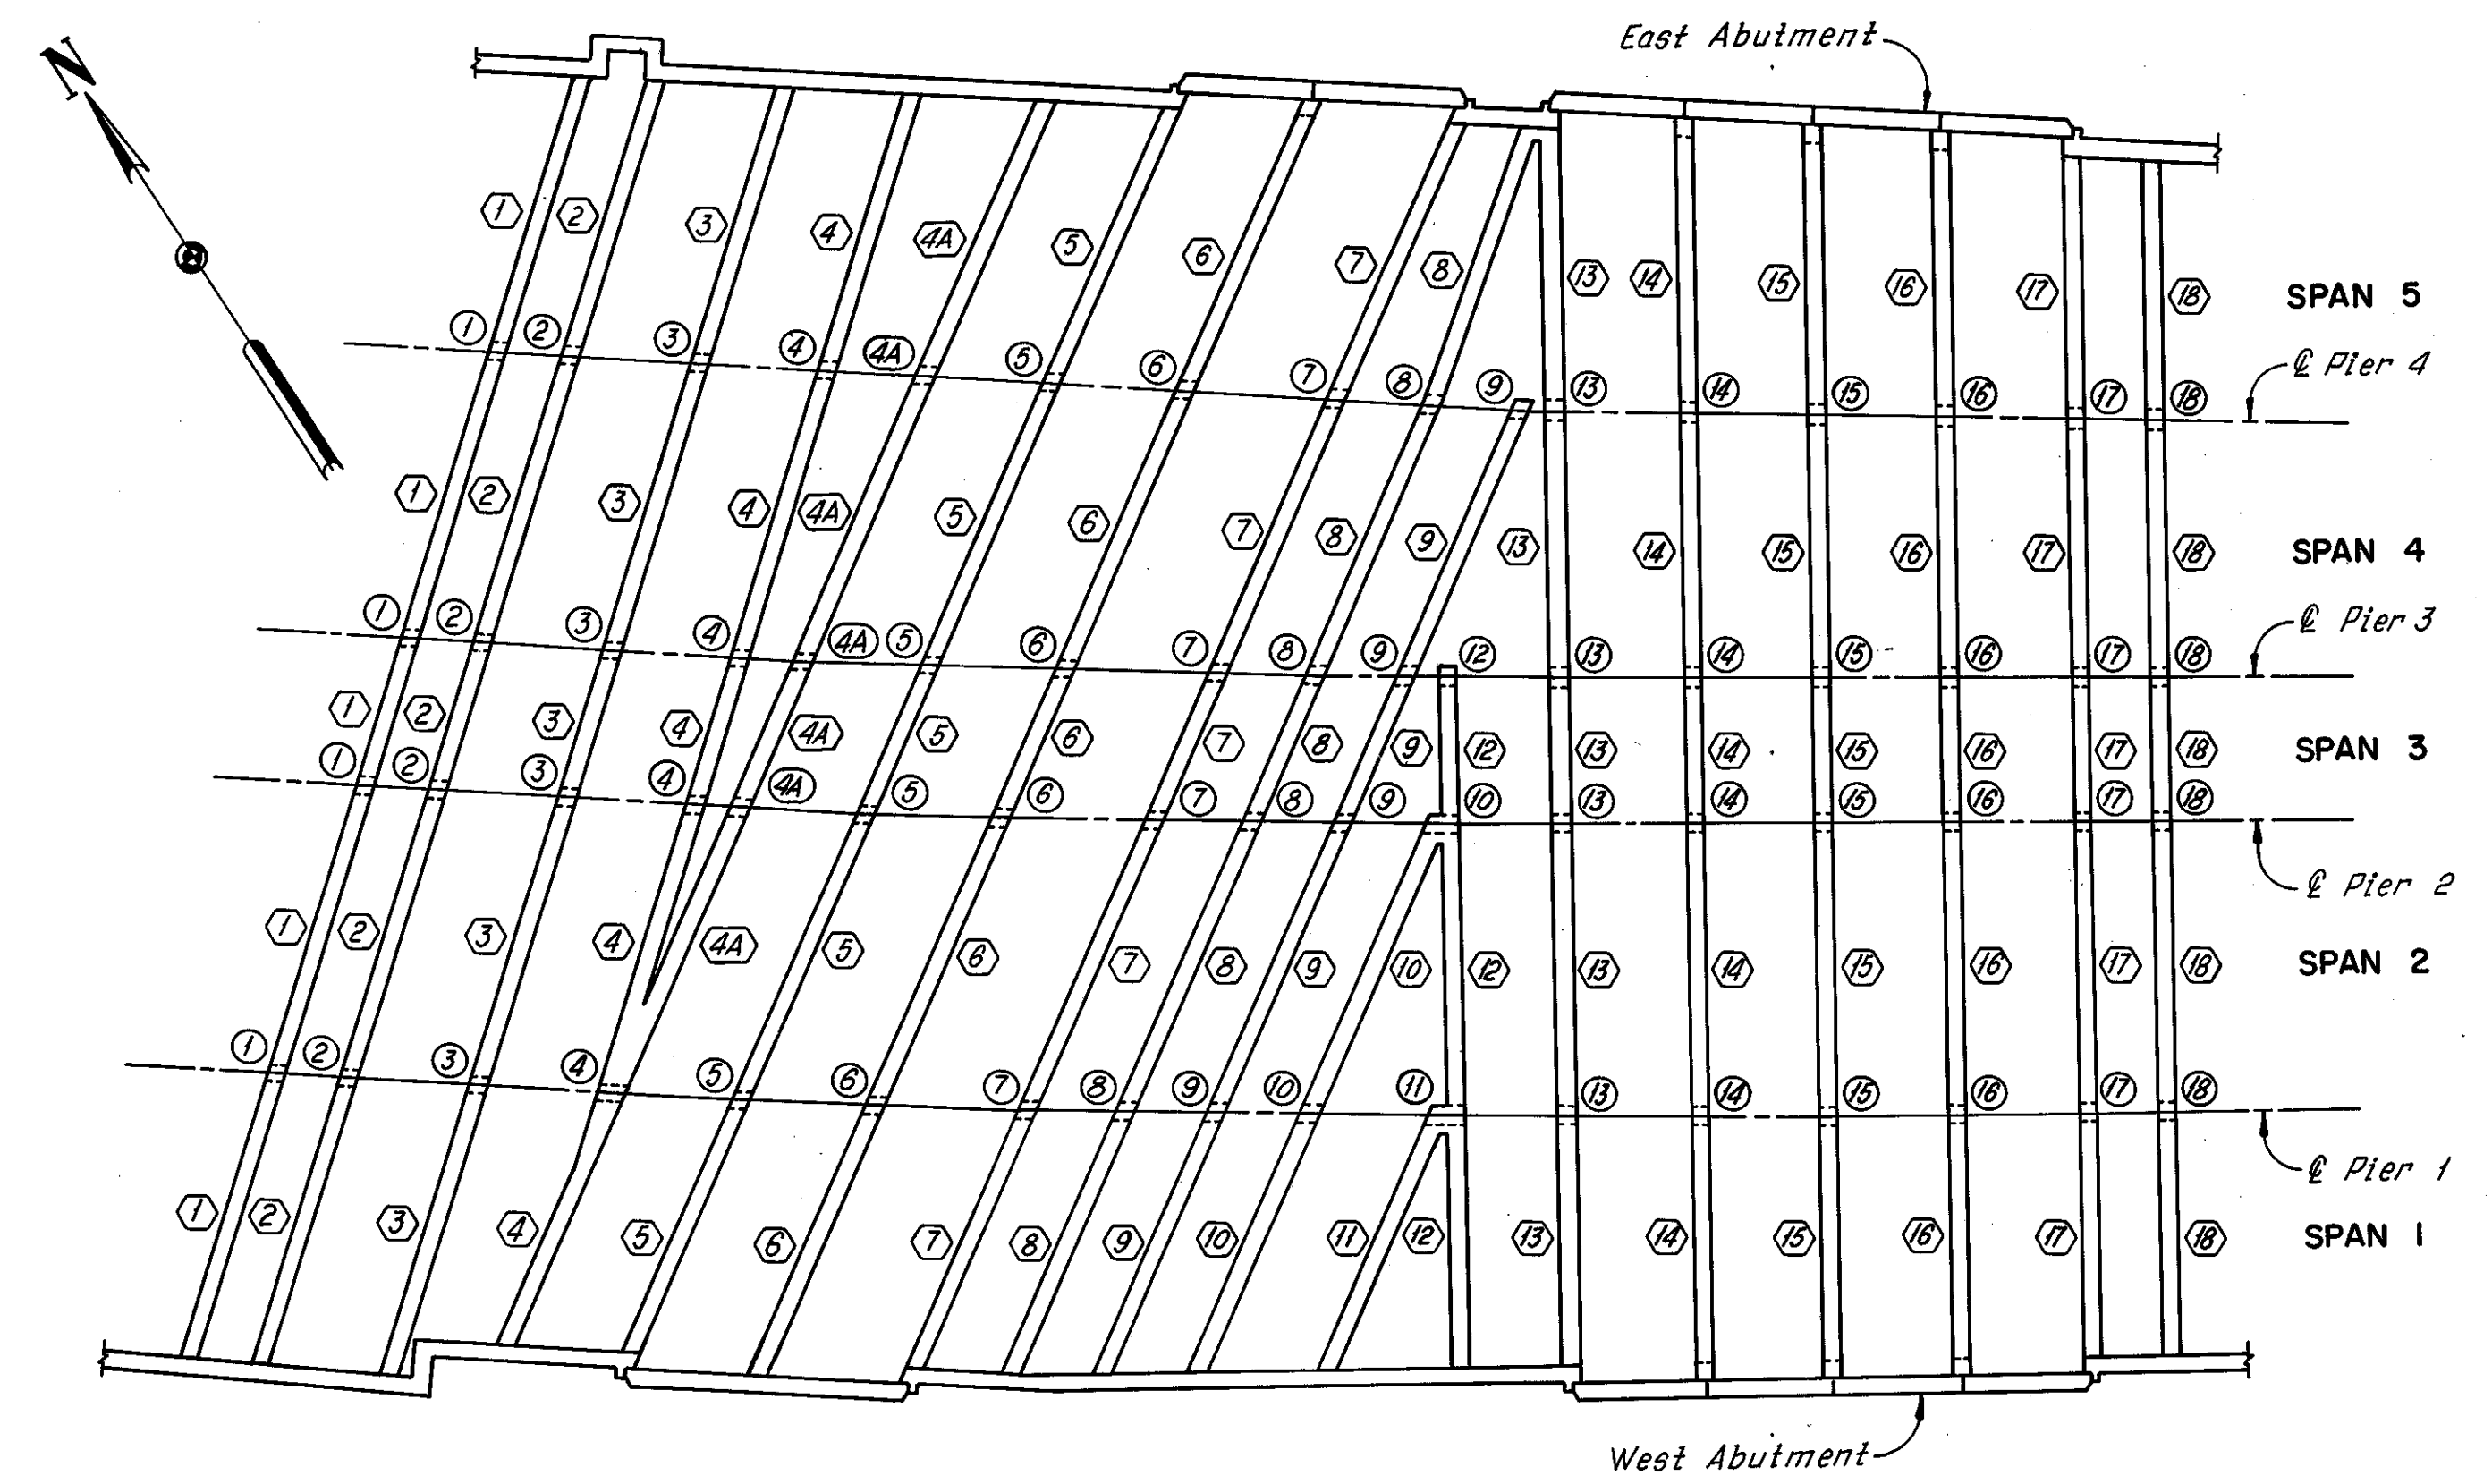 East Abutment
N
1 2 3 4 4A 5 6 7 8 13 14 15 16 17 18 SPAN 5
1 2 3 4 4A 5 6 7 8 9 13 14 15 16 17 18 ℄ Pier 4
1 2 3 4 4A 5 6 7 8 9 13 14 15 16 17 18 SPAN 4
1 2 3 4 4A 5 6 7 8 9 12 13 14 15 16 17 18 ℄ Pier 3
1 2 3 4 4A 5 6 7 8 9 12 13 14 15 16 17 18 SPAN 3
1 2 3 4 4A 5 6 7 8 9 10 13 14 15 16 17 18
℄ Pier 2
1 2 3 4 4A 5 6 7 8 9 10 12 13 14 15 16 17 18 SPAN 2
1 2 3 4 5 6 7 8 9 10 11 13 14 15 16 17 18
℄ Pier 1
1 2 3 4 5 6 7 8 9 10 11 12 13 14 15 16 17 18 SPAN 1
West Abutment